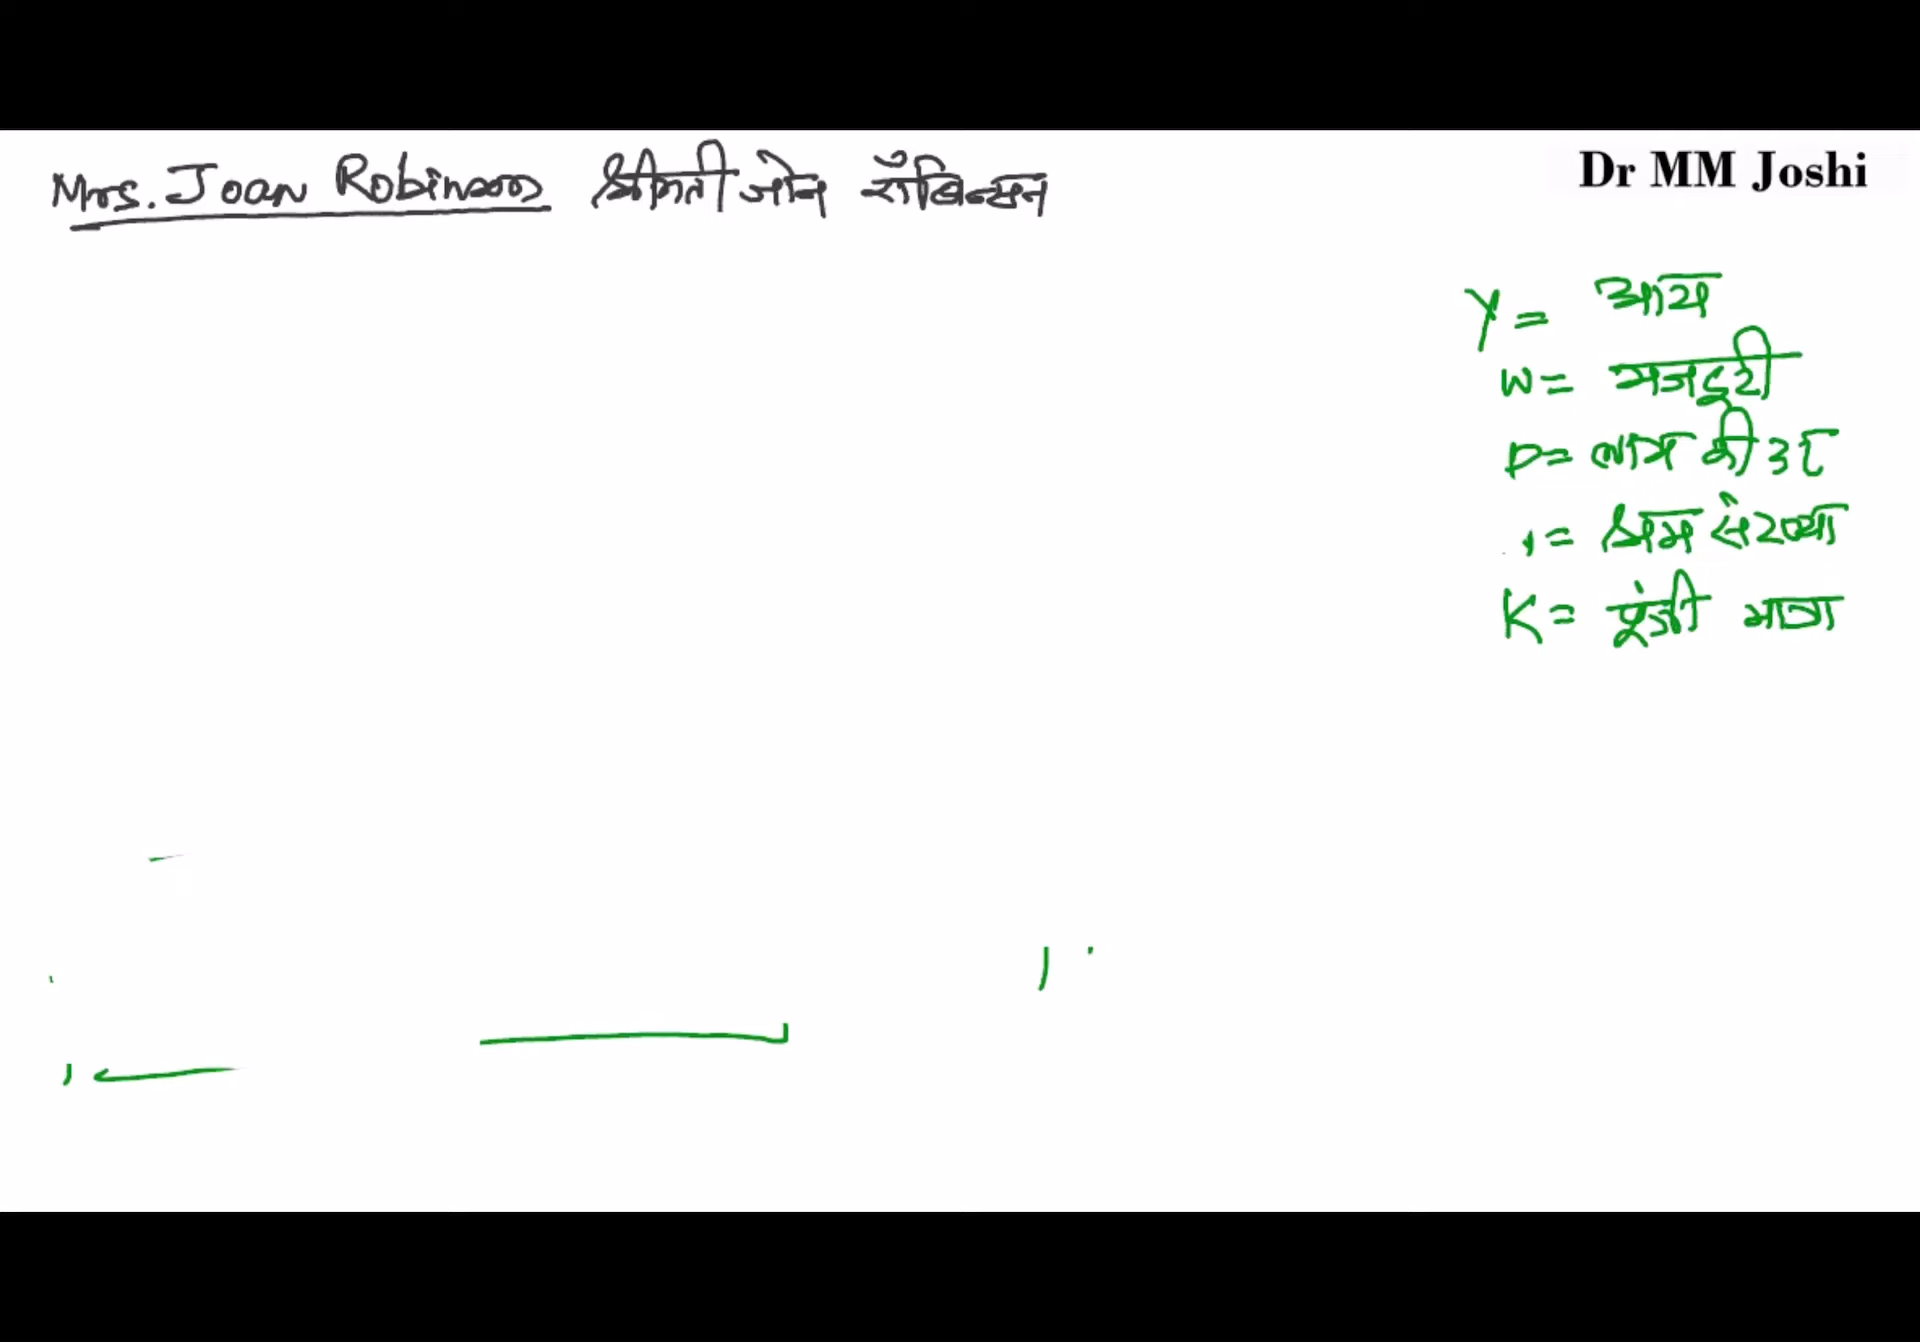 Mrs. Joan Robinson श्रीमती जोन रॉबिन्सन
Dr MM Joshi
Y = आय
W = मजदूरी
P = लाभ की दर
= श्रम संख्या
K = पूंजी मात्रा